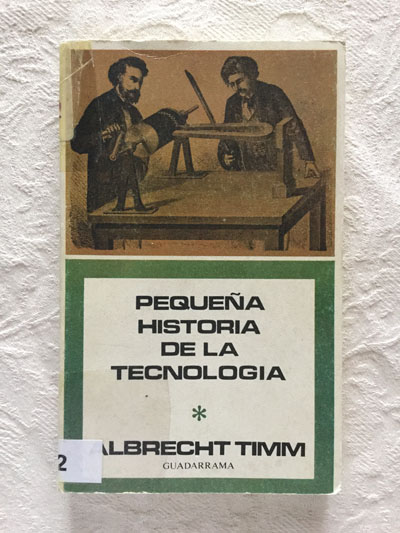 PEQUEÑA
HISTORIA
DE LA
TECNOLOGIA
*
ALBRECHT TIMM
GUADARRAMA
2